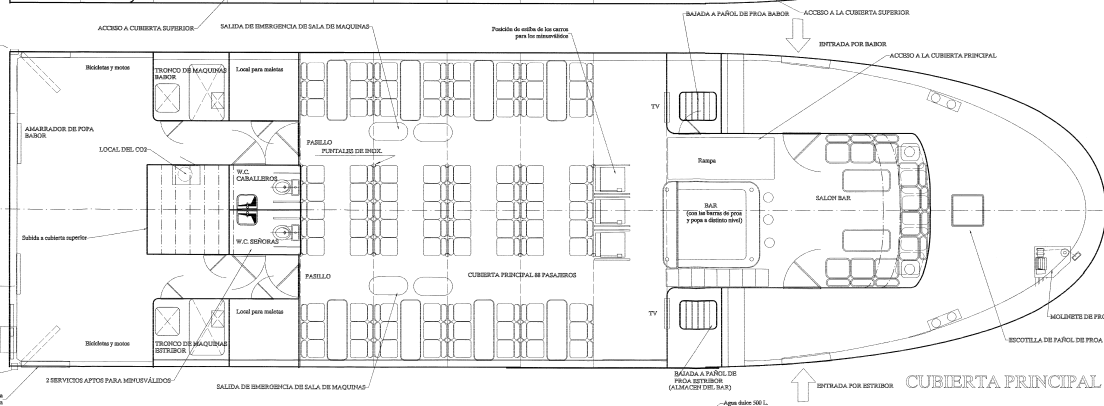 ACCESO A CUBIERTA SUPERIOR
SALIDA DE EMERGENCIA DE SALA DE MAQUINAS
Posición de estiba de los carros
para los minusválidos
BAJADA A PAÑOL DE PROA BABOR
ACCESO A LA CUBIERTA SUPERIOR
ENTRADA POR BABOR
ACCESO A LA CUBIERTA PRINCIPAL
Bicicletas y motos
TRONCO DE MAQUINAS
BABOR
Local para maletas
TV
AMARRADOR DE POPA
BABOR
LOCAL DEL CO2
PASILLO
PUNTALES DE INOX.
Rampa
W.C.
CABALLEROS
SALON BAR
BAR
(con las barras de proa
y popa a distinto nivel)
Subida a cubierta superior
W.C. SEÑORAS
PASILLO
CUBIERTA PRINCIPAL 88 PASAJEROS
Local para maletas
TV
MOLINETE DE PRO
Bicicletas y motos
TRONCO DE MAQUINAS
ESTRIBOR
ESCOTILLA DE PAÑOL DE PROA
2 SERVICIOS APTOS PARA MINUSVÁLIDOS
SALIDA DE EMERGENCIA DE SALA DE MAQUINAS
BAJADA A PAÑOL DE
PROA ESTRIBOR
(ALMACEN DEL BAR)
ENTRADA POR ESTRIBOR
CUBIERTA PRINCIPAL
Agua dulce 500 L.